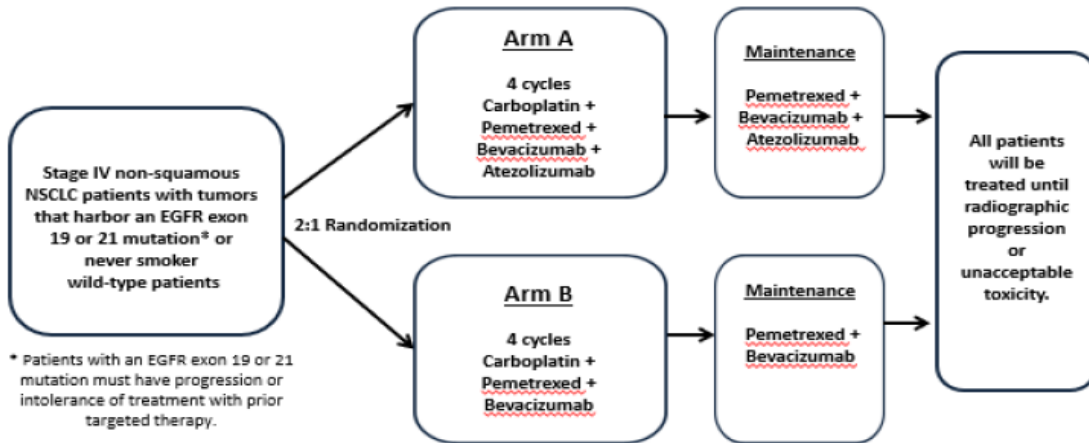 Stage IV non-squamous
NSCLC patients with tumors
that harbor an EGFR exon
19 or 21 mutation* or
never smoker
wild-type patients
* Patients with an EGFR exon 19 or 21
mutation must have progression or
intolerance of treatment with prior
targeted therapy.
2:1 Randomization
Arm A
4 cycles
Carboplatin +
Pemetrexed +
Bevacizumab +
Atezolizumab
Maintenance
Pemetrexed +
Bevacizumab +
Atezolizumab
Arm B
4 cycles
Carboplatin +
Pemetrexed +
Bevacizumab
Maintenance
Pemetrexed +
Bevacizumab
All patients
will be
treated until
radiographic
progression
or
unacceptable
toxicity.